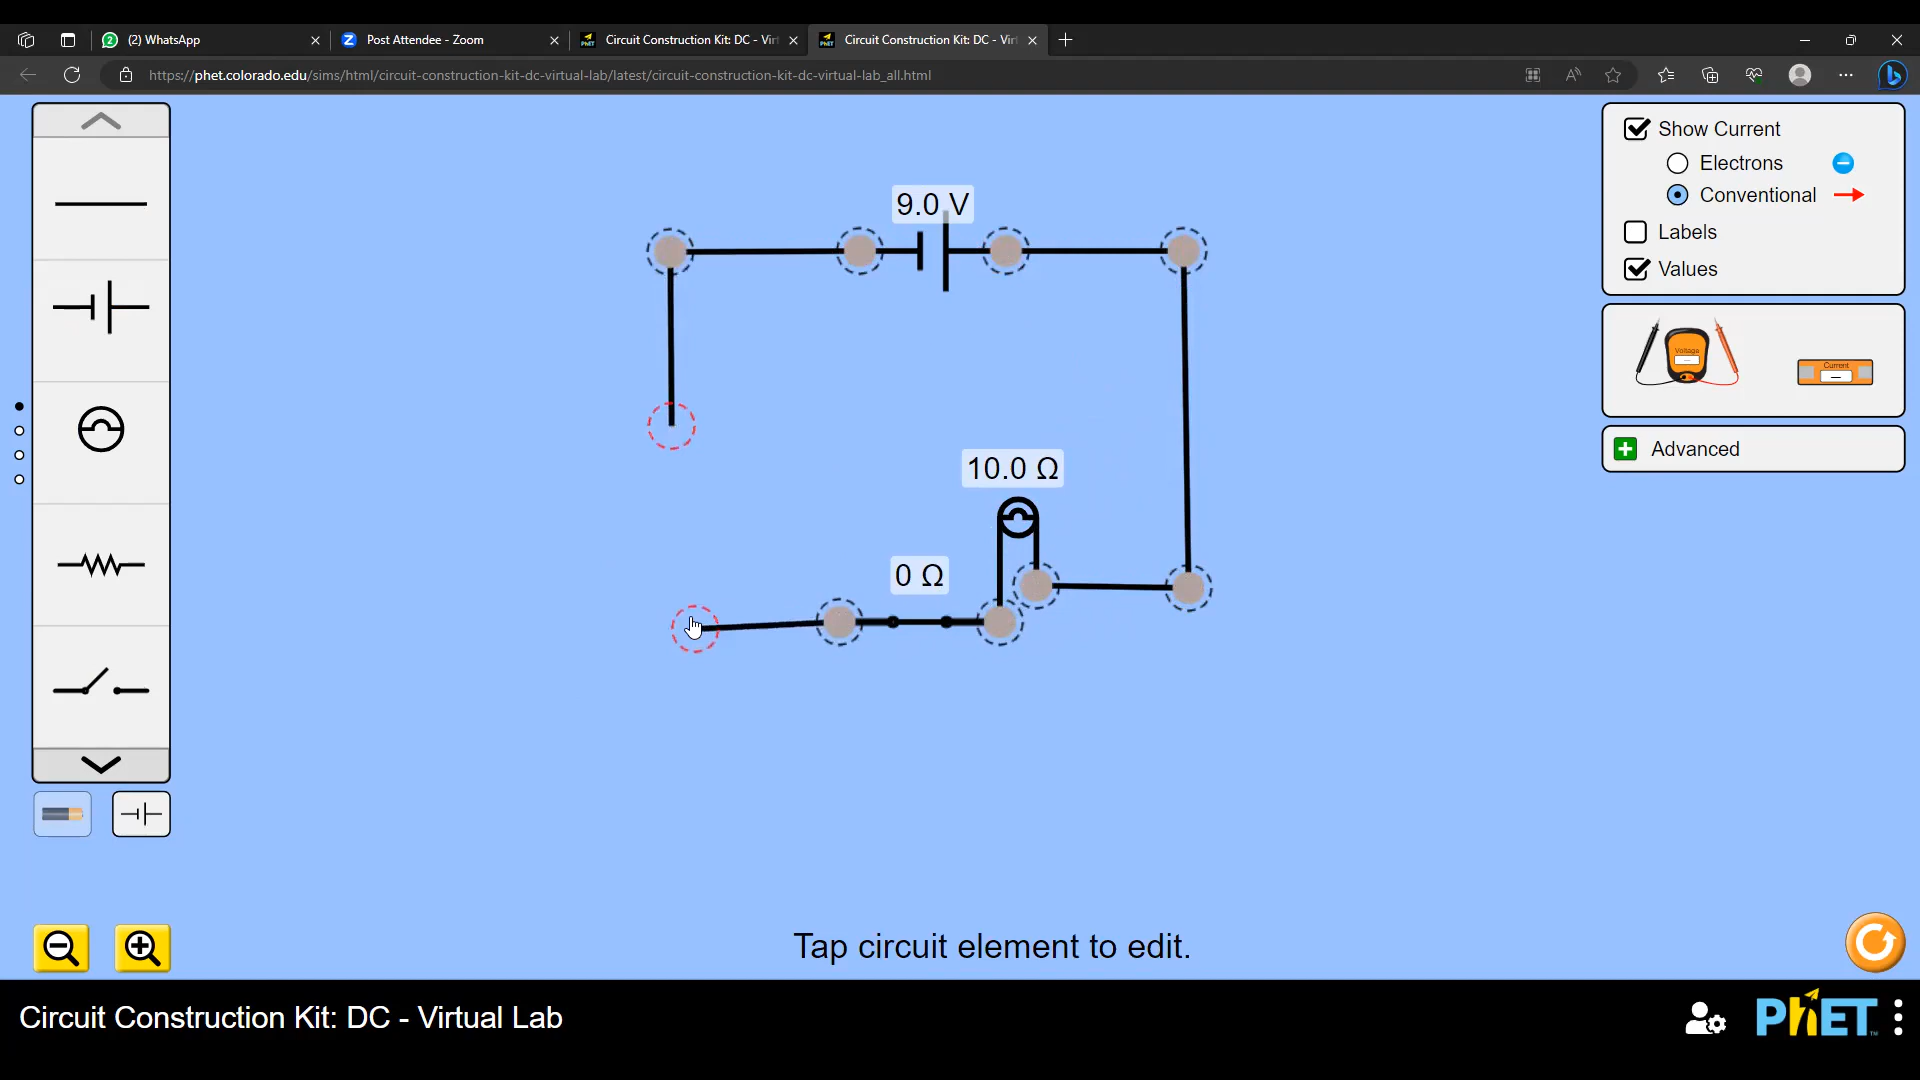 (2) WhatsApp
Post Attendee - Zoom
Circuit Construction Kit: DC - Virt
Circuit Construction Kit: DC - Virt
https://phet.colorado.edu/sims/html/circuit-construction-kit-dc-virtual-lab/latest/circuit-construction-kit-dc-virtual-lab_all.html
Show Current
Electrons
Conventional
Labels
Values
Voltage
Current
Advanced
9.0 V
10.0 Ω
0 Ω
Tap circuit element to edit.
Circuit Construction Kit: DC - Virtual Lab
PhET